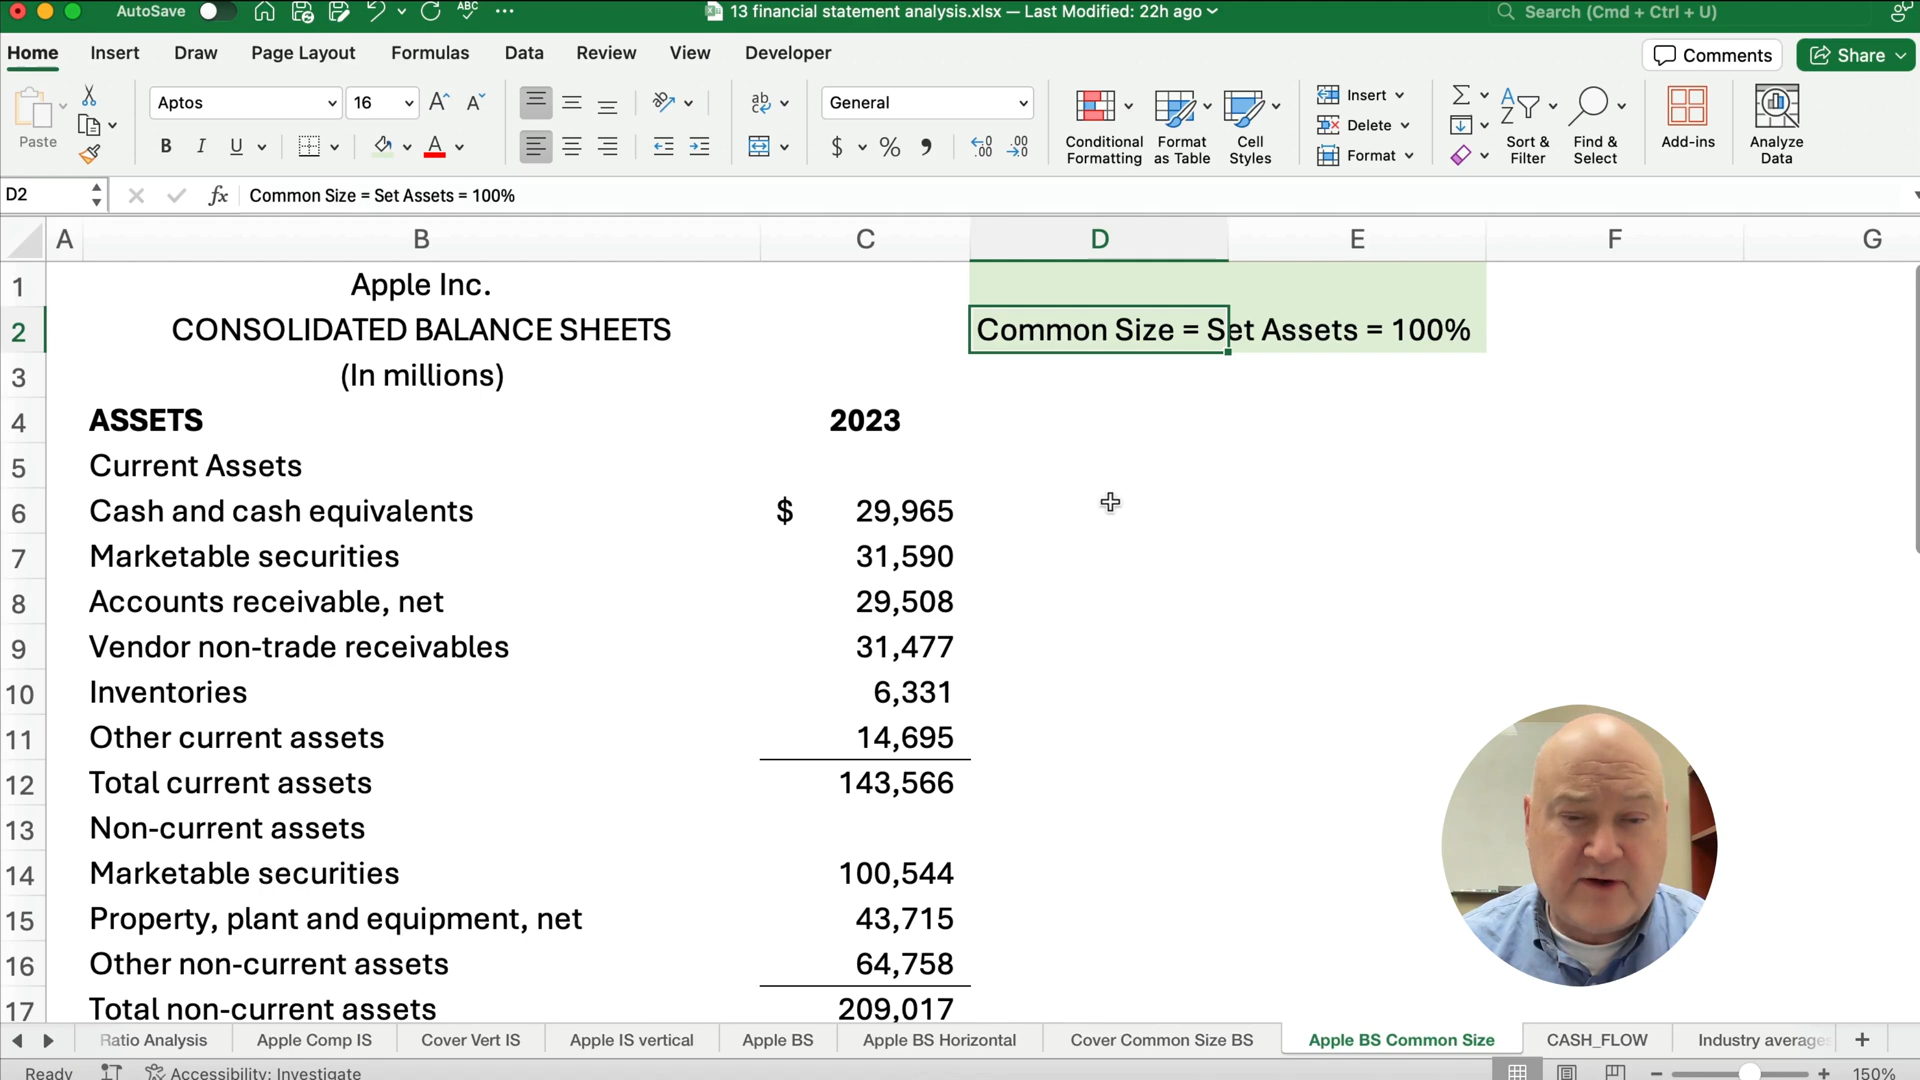 AutoSave
ABC
13 financial statement analysis.xlsx — Last Modified: 22h ago
Search (Cmd + Ctrl + U)
Home Insert Draw Page Layout Formulas Data Review View Developer
Comments Share
Paste
Aptos 16 A A
ab
General
B I U A
$ % ,
Conditional Formatting
Format as Table
Cell Styles
Insert
Delete
Format
Sort & Filter
Find & Select
Add-ins
Analyze Data
D2 fx Common Size = Set Assets = 100%
A B C D E F G
1 Apple Inc.
2 CONSOLIDATED BALANCE SHEETS Common Size = Set Assets = 100%
3 (In millions)
4 ASSETS 2023
5 Current Assets
6 Cash and cash equivalents $ 29,965
7 Marketable securities 31,590
8 Accounts receivable, net 29,508
9 Vendor non-trade receivables 31,477
10 Inventories 6,331
11 Other current assets 14,695
12 Total current assets 143,566
13 Non-current assets
14 Marketable securities 100,544
15 Property, plant and equipment, net 43,715
16 Other non-current assets 64,758
17 Total non-current assets 209,017
Ratio Analysis Apple Comp IS Cover Vert IS Apple IS vertical Apple BS Apple BS Horizontal Cover Common Size BS Apple BS Common Size CASH_FLOW Industry average
Ready Accessibility: Investigate 150%